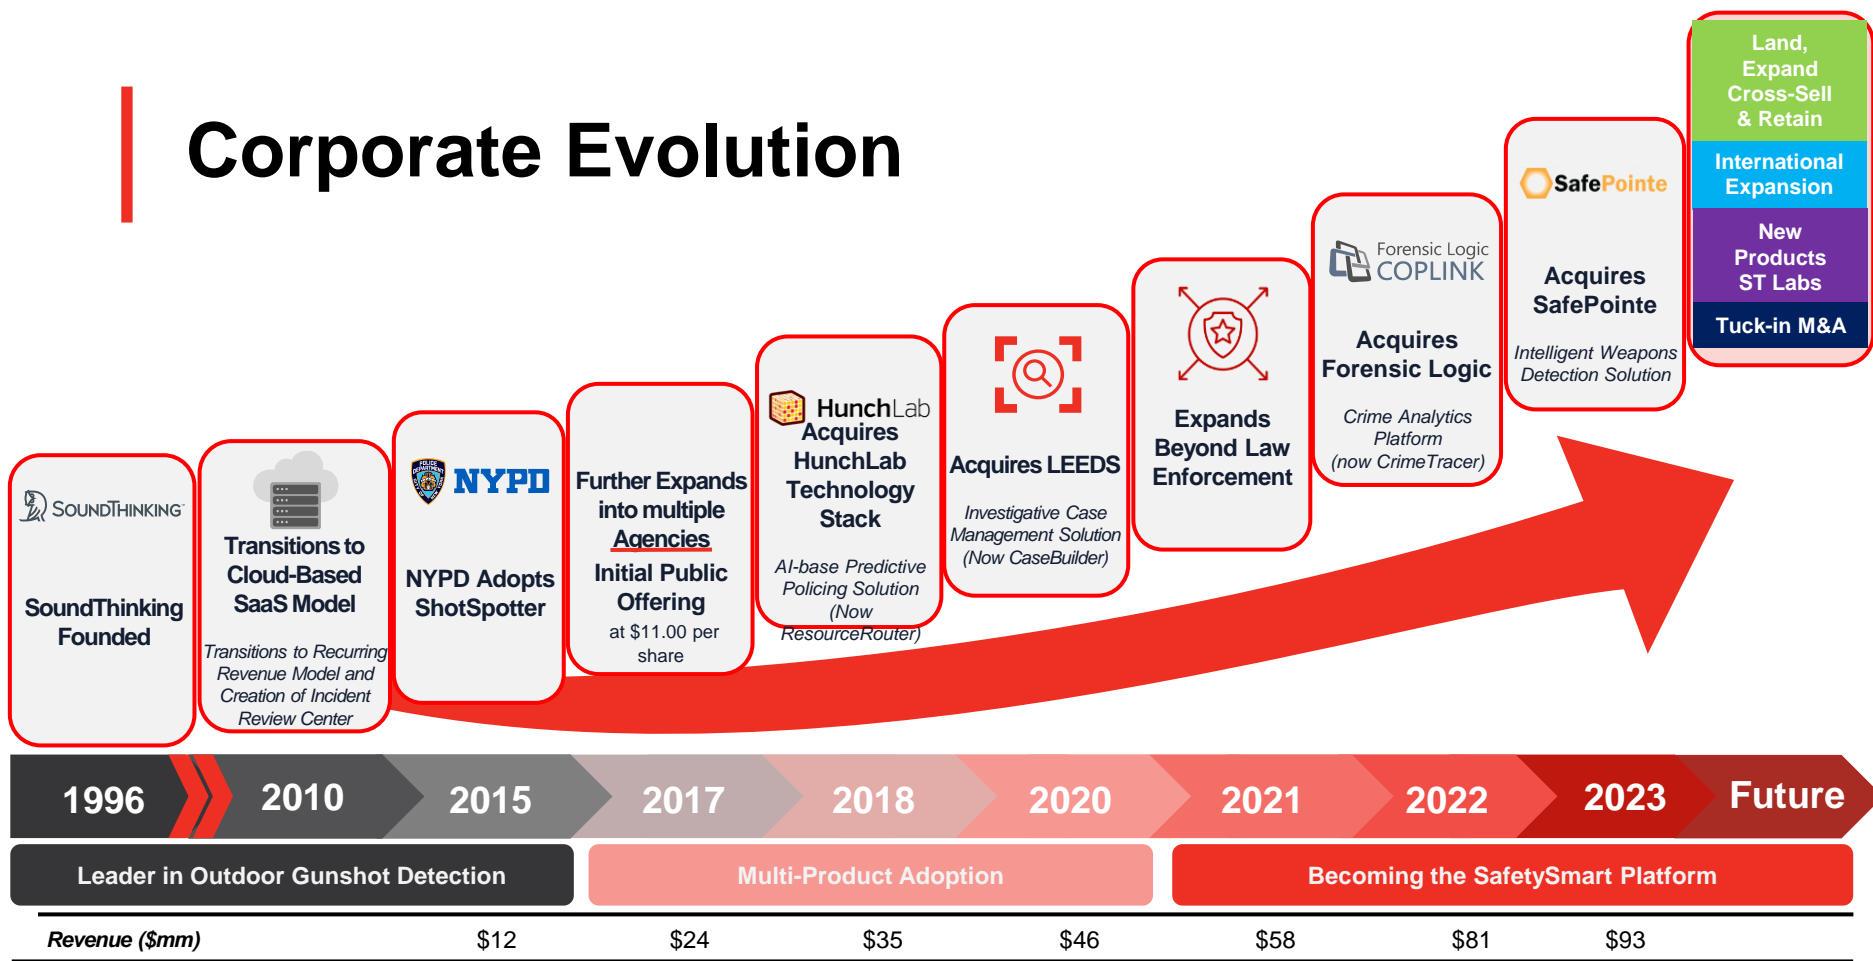 Corporate Evolution
SOUNDTHINKING
SoundThinking
Founded
Transitions to
Cloud-Based
SaaS Model
Transitions to Recurring
Revenue Model and
Creation of Incident
Review Center
NYPD
NYPD Adopts
ShotSpotter
Further Expands
into multiple
Agencies
Initial Public
Offering
at $11.00 per
share
HunchLab
Acquires
HunchLab
Technology
Stack
AI-base Predictive
Policing Solution
(Now
ResourceRouter)
Acquires LEEDS
Investigative Case
Management Solution
(Now CaseBuilder)
Expands
Beyond Law
Enforcement
Forensic Logic
COPLINK
Acquires
Forensic Logic
Crime Analytics
Platform
(now CrimeTracer)
SafePointe
Acquires
SafePointe
Intelligent Weapons
Detection Solution
Land,
Expand
Cross-Sell
& Retain
International
Expansion
New
Products
ST Labs
Tuck-in M&A
1996 2010 2015 2017 2018 2020 2021 2022 2023 Future
Leader in Outdoor Gunshot Detection Multi-Product Adoption Becoming the SafetySmart Platform
Revenue ($mm) $12 $24 $35 $46 $58 $81 $93